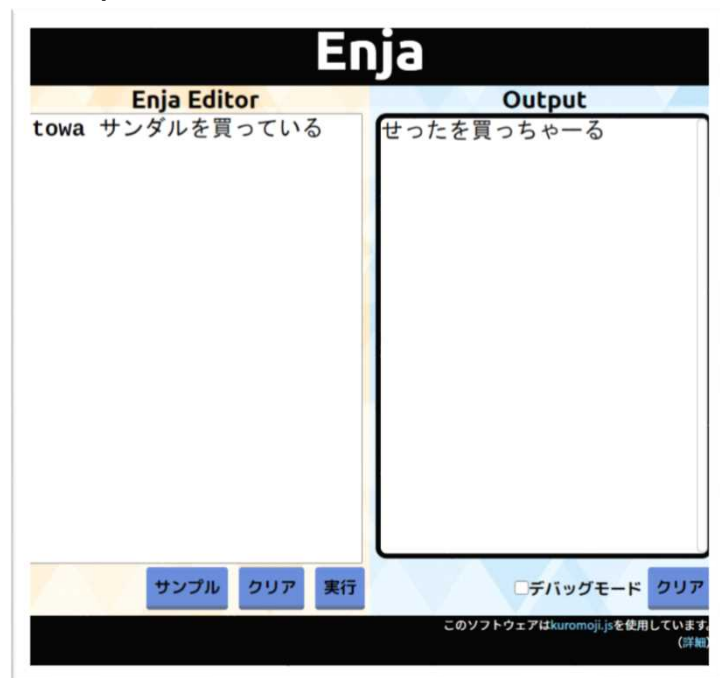 Enja
Enja Editor
Output
towa サンダルを買っている
せったを買っちゃーる
サンプル
クリア
実行
デバッグモード
クリア
このソフトウェアはkuromoji.jsを使用しています。
(詳細)